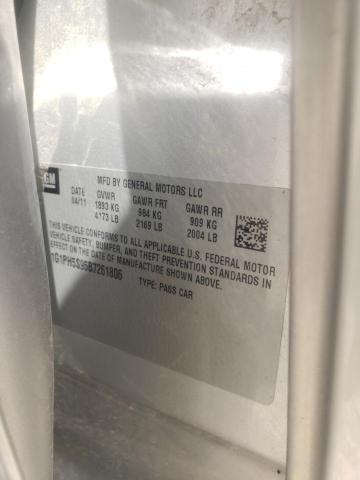 GM
MFD BY GENERAL MOTORS LLC
DATE GVWR GAWR FRT GAWR RR
04/11 1893 KG 984 KG 909 KG
4173 LB 2169 LB 2004 LB
THIS VEHICLE CONFORMS TO ALL APPLICABLE U.S. FEDERAL MOTOR
VEHICLE SAFETY, BUMPER, AND THEFT PREVENTION STANDARDS IN
EFFECT ON THE DATE OF MANUFACTURE SHOWN ABOVE.
1G1PH5S95B7261806 TYPE: PASS CAR